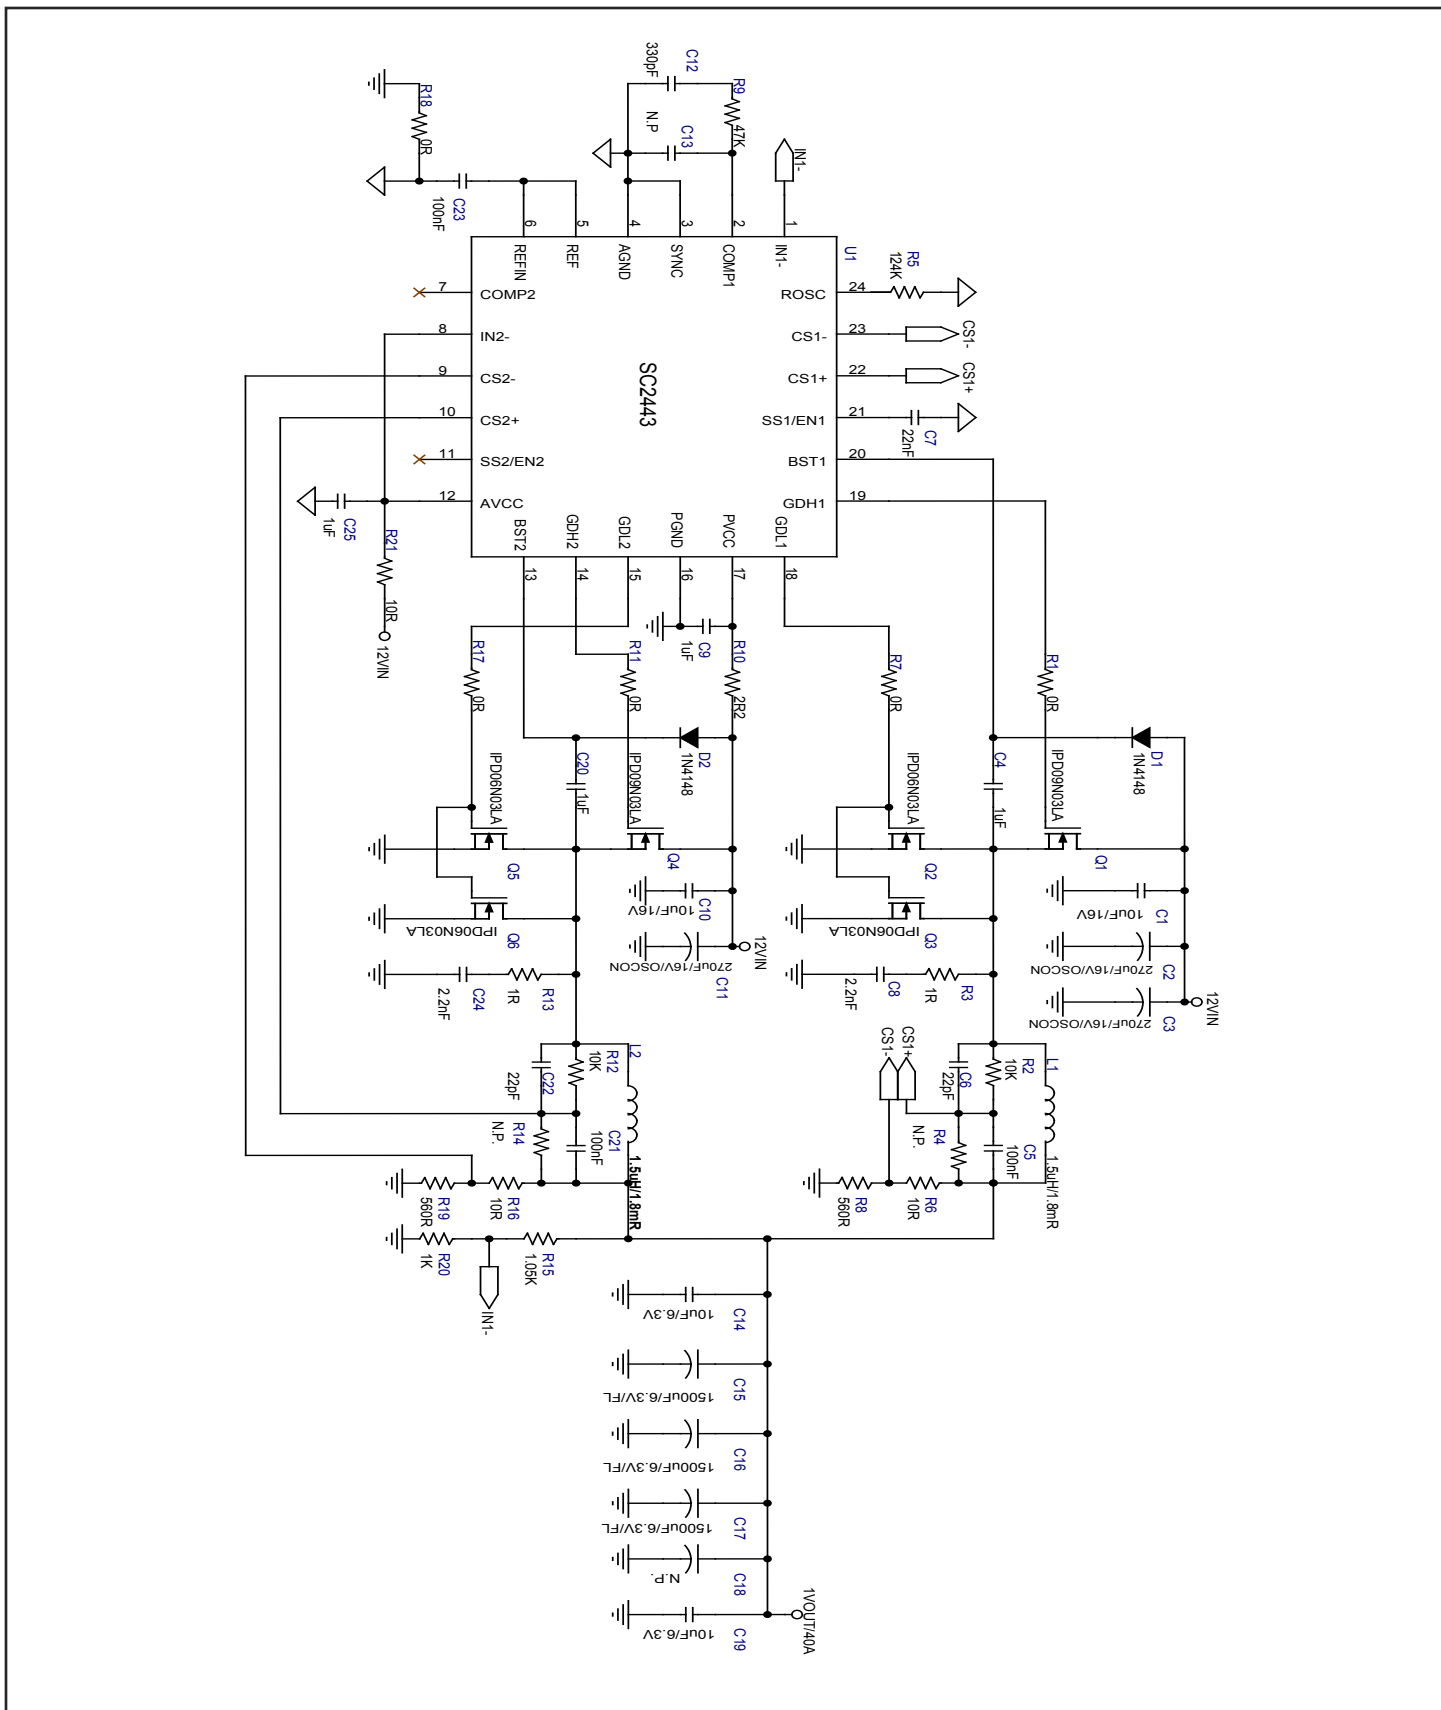 C12
330pF
R9
47K
C13
N.P
R18
0R
C23
100nF
IN1-
6
5
4
3
2
1
REFIN
REF
AGND
SYNC
COMP1
IN1-
U1
SC2443
7
COMP2
8
IN2-
9
CS2-
10
CS2+
11
SS2/EN2
12
AVCC
ROSC
24
CS1-
23
CS1+
22
SS1/EN1
21
BST1
20
GDH1
19
BST2
GDH2
GDL2
PGND
PVCC
GDL1
13
14
15
16
17
18
R5
124K
CS1-
CS1+
C7
22nF
C25
1uF
R21
10R
12VIN
R17
0R
R11
0R
C9
1uF
R10
2R2
R7
0R
R1
0R
C20
1uF
D2
1N4148
C4
1uF
D1
1N4148
IPD06N03LA
Q5
IPD09N03LA
Q4
IPD06N03LA
Q2
IPD09N03LA
Q1
IPD06N03LA
Q6
IPD06N03LA
Q3
C10
10uF/16V
C11
270uF/16V/OSCON
12VIN
C1
10uF/16V
C2
270uF/16V/OSCON
C3
270uF/16V/OSCON
12VIN
C24
2.2nF
R13
1R
C8
2.2nF
R3
1R
L2
1.5uH/1.8mR
R12
10K
C22
22pF
C21
100nF
R14
N.P.
CS1-
CS1+
L1
1.5uH/1.8mR
R2
10K
C6
22pF
C5
100nF
R4
N.P.
R19
560R
R16
10R
R8
560R
R6
10R
R20
1K
R15
1.05K
IN1-
C14
10uF/6.3V
C15
1500uF/6.3V/FL
C16
1500uF/6.3V/FL
C17
1500uF/6.3V/FL
C18
N.P.
C19
10uF/6.3V
1VOUT/40A